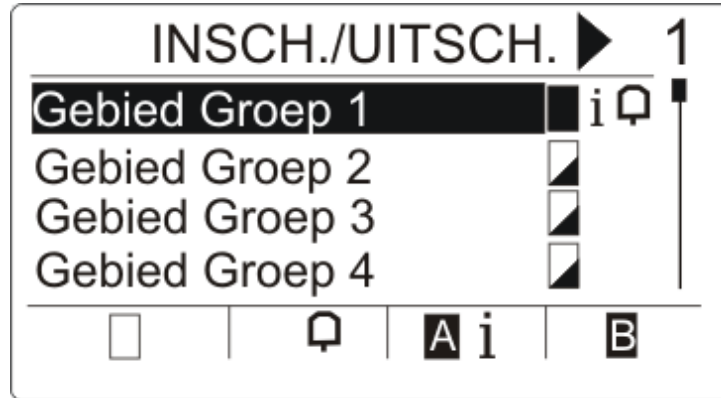 INSCH./UITSCH. ▶ 1
Gebied Groep 1 i
Gebied Groep 2
Gebied Groep 3
Gebied Groep 4
A i B